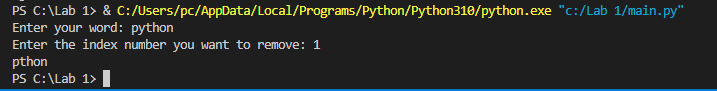 PS C:\Lab 1> & C:/Users/pc/AppData/Local/Programs/Python/Python310/python.exe "c:/Lab 1/main.py"
Enter your word: python
Enter the index number you want to remove: 1
pthon
PS C:\Lab 1>